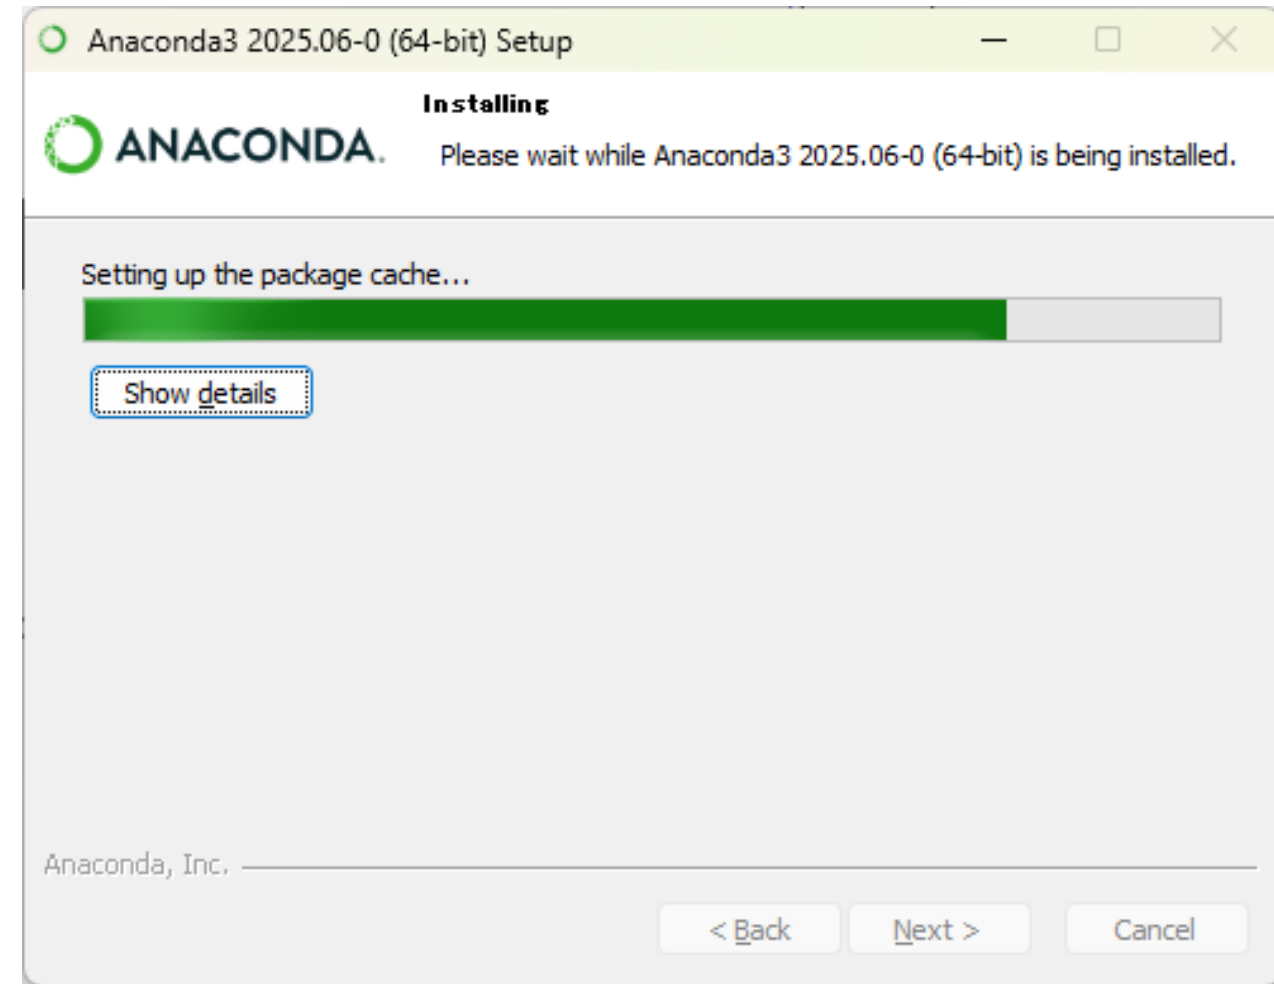 Anaconda3 2025.06-0 (64-bit) Setup
Installing
ANACONDA.
Please wait while Anaconda3 2025.06-0 (64-bit) is being installed.
Setting up the package cache...
Show details
Anaconda, Inc.
< Back
Next >
Cancel